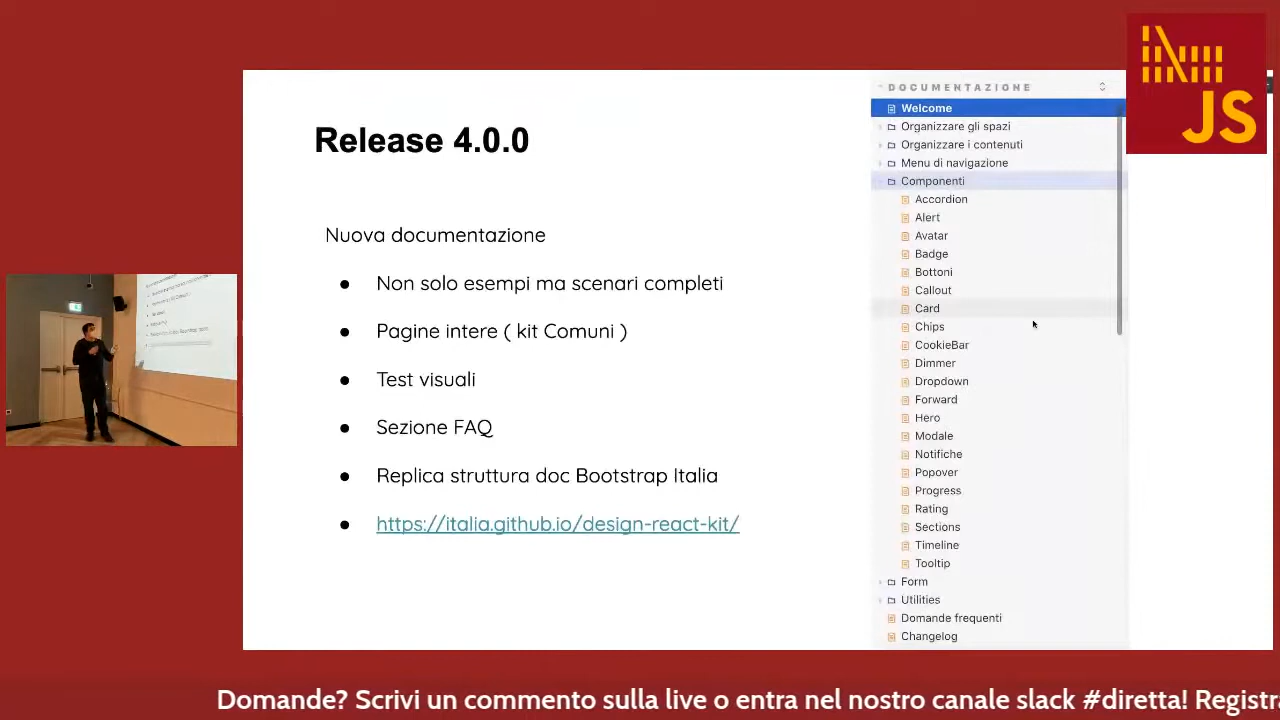 Release 4.0.0
Nuova documentazione
● Non solo esempi ma scenari completi
● Pagine intere ( kit Comuni )
● Test visuali
● Sezione FAQ
● Replica struttura doc Bootstrap Italia
● https://italia.github.io/design-react-kit/
DOCUMENTAZIONE
Welcome
Organizzare gli spazi
Organizzare i contenuti
Menu di navigazione
Componenti
Accordion
Alert
Avatar
Badge
Bottoni
Callout
Card
Chips
CookieBar
Dimmer
Dropdown
Forward
Hero
Modale
Notifiche
Popover
Progress
Rating
Sections
Timeline
Tooltip
Form
Utilities
Domande frequenti
Changelog
JS
Domande? Scrivi un commento sulla live o entra nel nostro canale slack #diretta! Registra